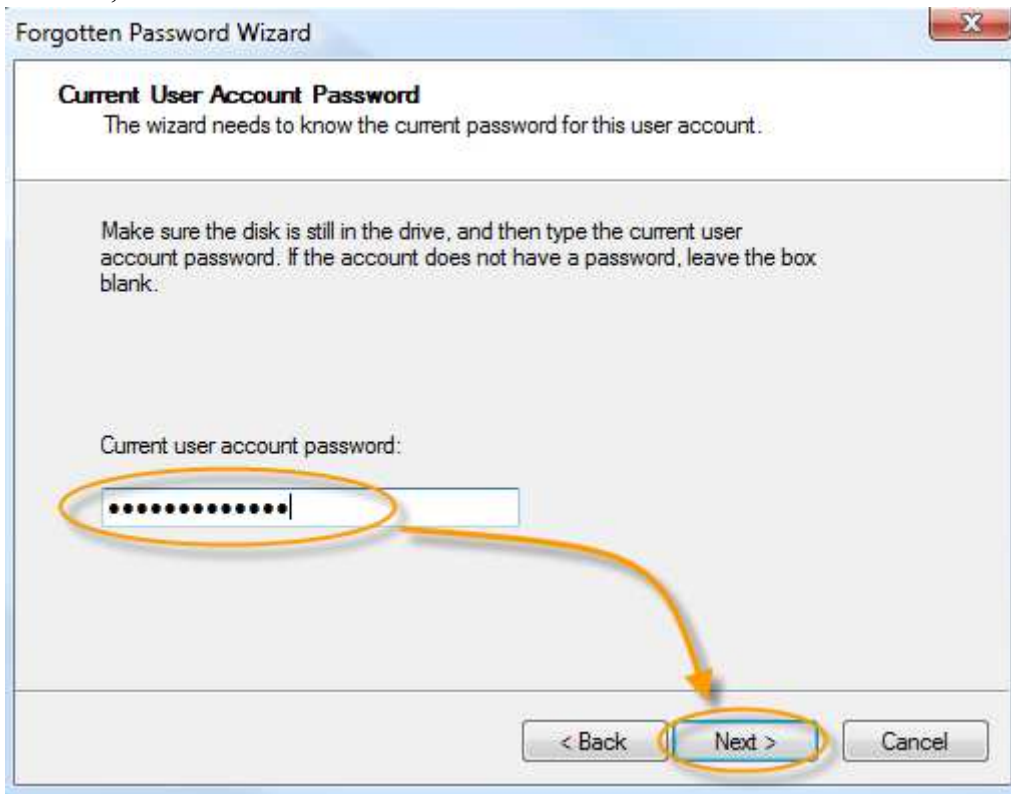 Forgotten Password Wizard
Current User Account Password
The wizard needs to know the current password for this user account.
Make sure the disk is still in the drive, and then type the current user
account password. If the account does not have a password, leave the box
blank.
Current user account password:
•••••••••••••
< Back Next > Cancel